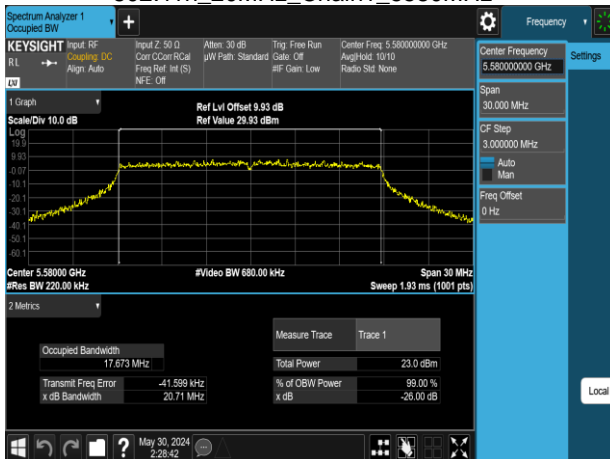 Spectrum Analyzer 1
Occupied BW
Frequency
KEYSIGHT
RL
LXI
Input: RF
Coupling: DC
Align: Auto
Input Z: 50 Ω
Corr CCorr RCal
Freq Ref: Int (S)
NFE: Off
Atten: 30 dB
µW Path: Standard
Trig: Free Run
Gate: Off
#IF Gain: Low
Center Freq: 5.580000000 GHz
Avg|Hold: 10/10
Radio Std: None
Center Frequency
5.580000000 GHz
Settings
Span
30.000 MHz
CF Step
3.000000 MHz
Auto
Man
Freq Offset
0 Hz
Local
1 Graph
Scale/Div 10.0 dB
Ref Lvl Offset 9.93 dB
Ref Value 29.93 dBm
Log
19.9
9.93
-0.07
-10.1
-20.1
-30.1
-40.1
-50.1
-60.1
Center 5.58000 GHz
#Video BW 680.00 kHz
Span 30 MHz
#Res BW 220.00 kHz
Sweep 1.93 ms (1001 pts)
2 Metrics
Measure Trace
Trace 1
Occupied Bandwidth
17.673 MHz
Total Power
23.0 dBm
Transmit Freq Error
-41.599 kHz
% of OBW Power
99.00 %
x dB Bandwidth
20.71 MHz
x dB
-26.00 dB
May 30, 2024
2:28:42